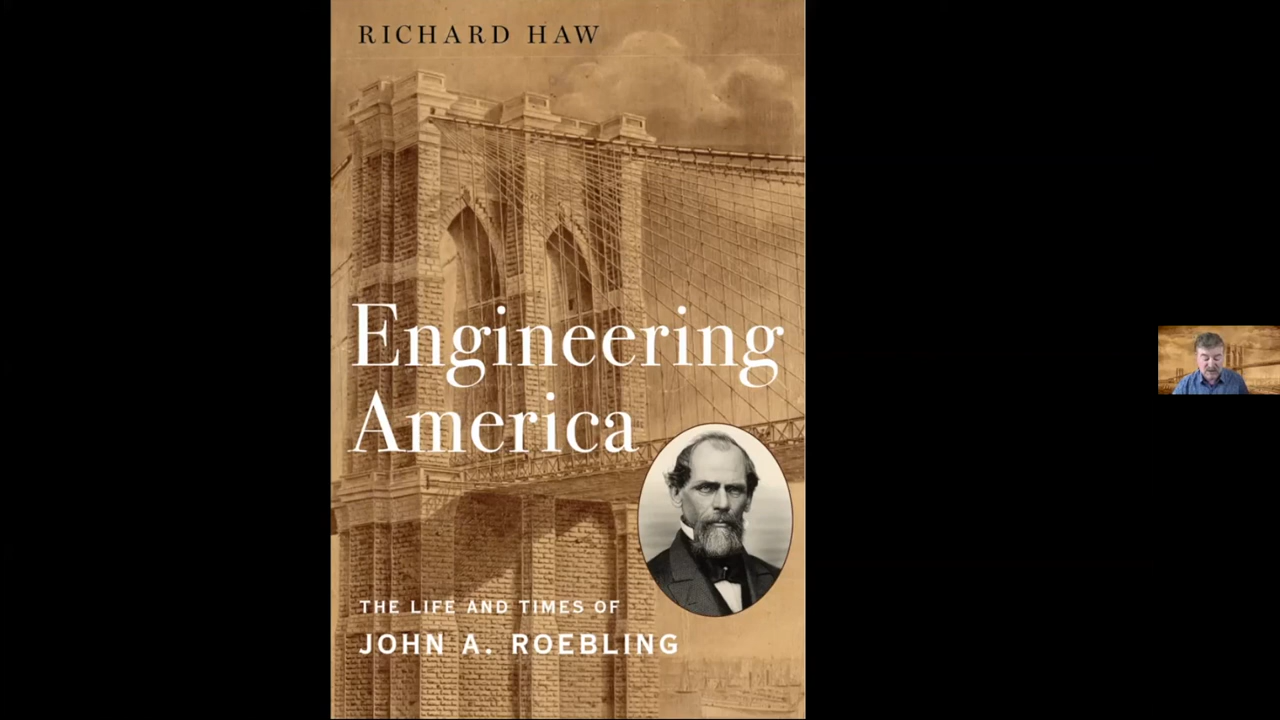 RICHARD HAW
Engineering
America
THE LIFE AND TIMES OF
JOHN A. ROEBLING